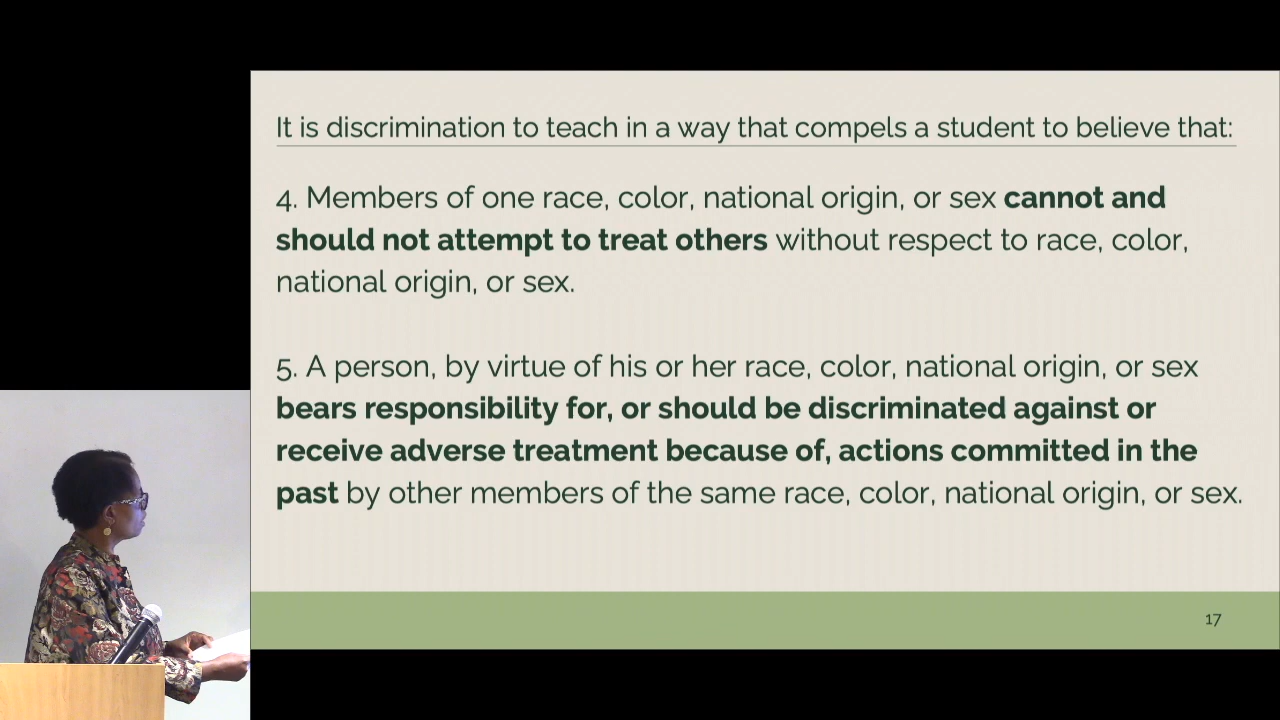 It is discrimination to teach in a way that compels a student to believe that:
4. Members of one race, color, national origin, or sex cannot and
should not attempt to treat others without respect to race, color,
national origin, or sex.
5. A person, by virtue of his or her race, color, national origin, or sex
bears responsibility for, or should be discriminated against or
receive adverse treatment because of, actions committed in the
past by other members of the same race, color, national origin, or sex.
17